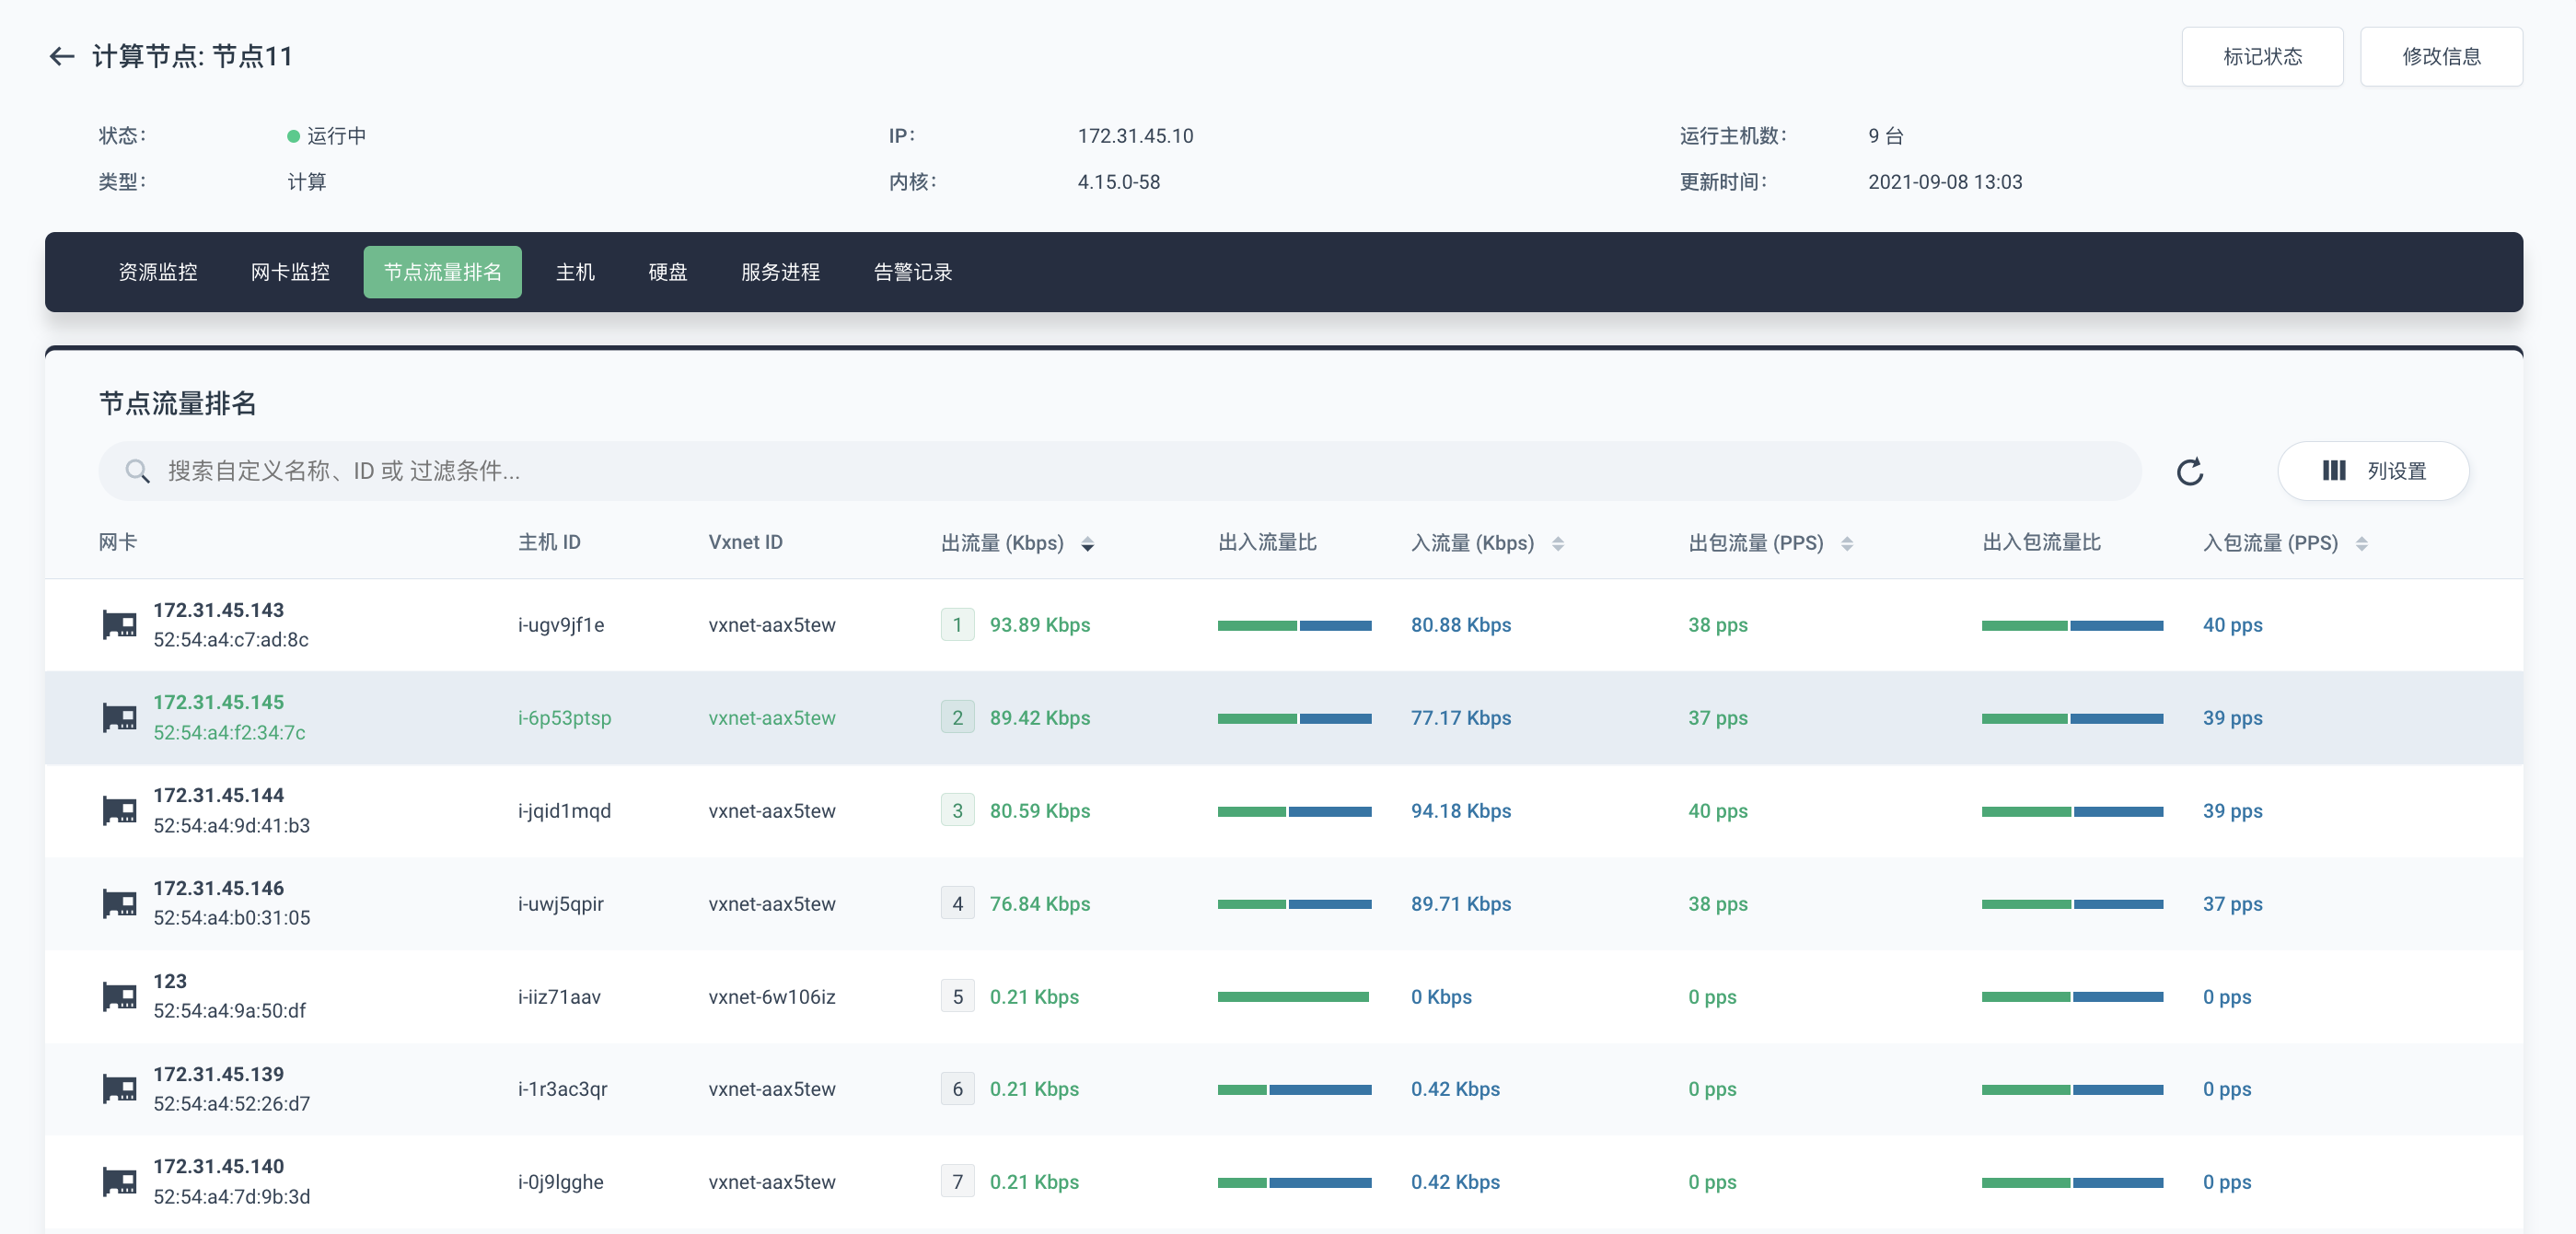 计算节点: 节点11
标记状态
修改信息
状态: 运行中 IP: 172.31.45.10 运行主机数: 9 台
类型: 计算 内核: 4.15.0-58 更新时间: 2021-09-08 13:03
资源监控 网卡监控 节点流量排名 主机 硬盘 服务进程 告警记录
节点流量排名
搜索自定义名称、ID 或 过滤条件...
列设置
网卡 主机 ID Vxnet ID 出流量 (Kbps) 出入流量比 入流量 (Kbps) 出包流量 (PPS) 出入包流量比 入包流量 (PPS)
172.31.45.143
52:54:a4:c7:ad:8c
i-ugv9jf1e vxnet-aax5tew 1 93.89 Kbps 80.88 Kbps 38 pps 40 pps
172.31.45.145
52:54:a4:f2:34:7c
i-6p53ptsp vxnet-aax5tew 2 89.42 Kbps 77.17 Kbps 37 pps 39 pps
172.31.45.144
52:54:a4:9d:41:b3
i-jqid1mqd vxnet-aax5tew 3 80.59 Kbps 94.18 Kbps 40 pps 39 pps
172.31.45.146
52:54:a4:b0:31:05
i-uwj5qpir vxnet-aax5tew 4 76.84 Kbps 89.71 Kbps 38 pps 37 pps
123
52:54:a4:9a:50:df
i-iiz71aav vxnet-6w106iz 5 0.21 Kbps 0 Kbps 0 pps 0 pps
172.31.45.139
52:54:a4:52:26:d7
i-1r3ac3qr vxnet-aax5tew 6 0.21 Kbps 0.42 Kbps 0 pps 0 pps
172.31.45.140
52:54:a4:7d:9b:3d
i-0j9lgghe vxnet-aax5tew 7 0.21 Kbps 0.42 Kbps 0 pps 0 pps